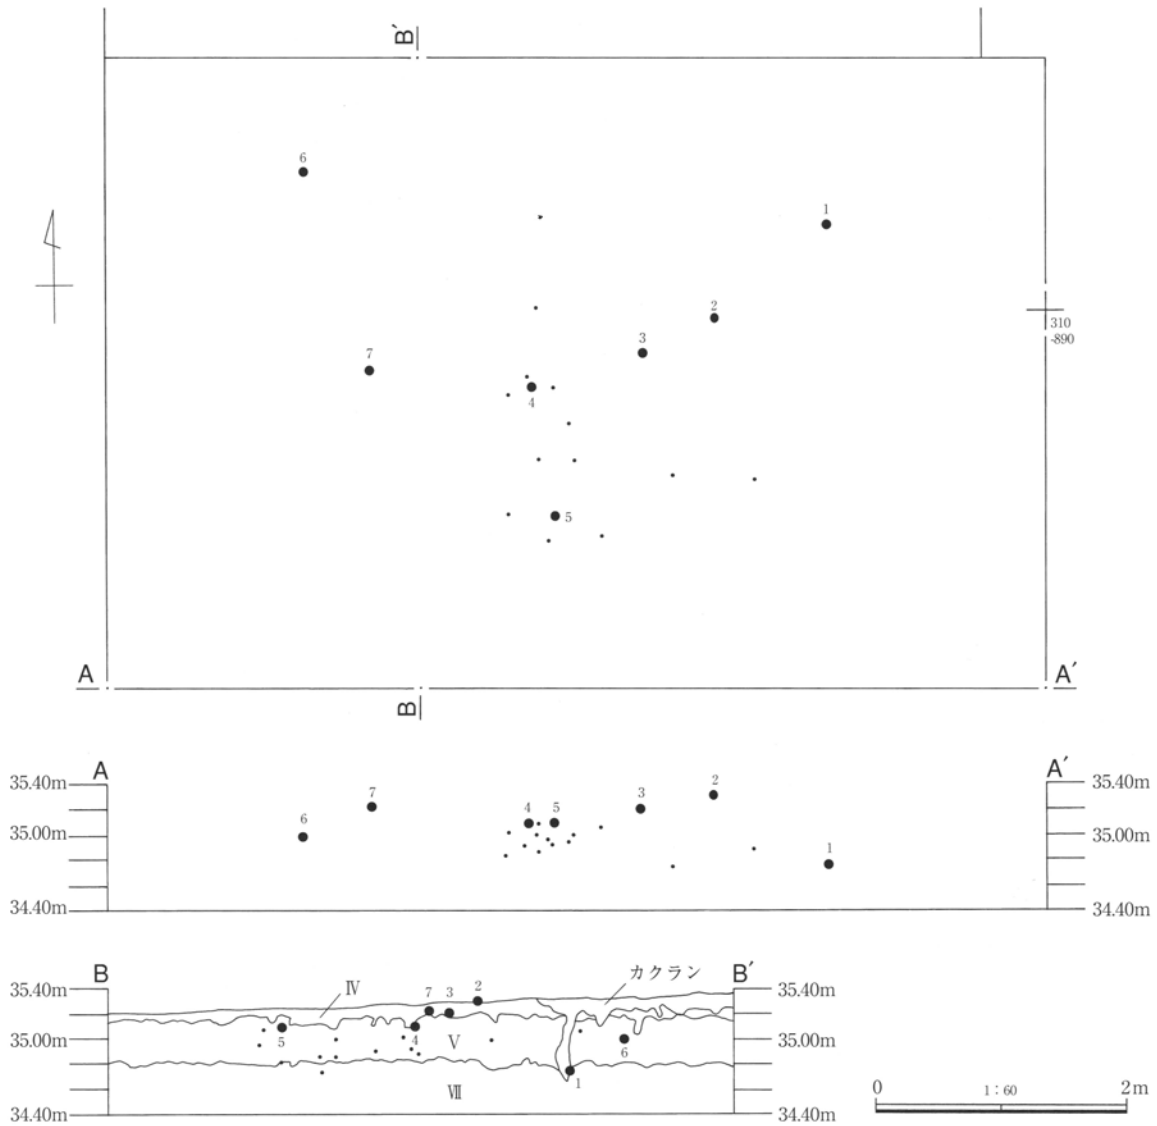 B′
6
1
2
310
-890
3
7
4
5
A A′
B
A A′
35.40m 35.40m
2
7 3
4 5
35.00m 35.00m
6
1
34.40m 34.40m
B カクラン B′
35.40m Ⅳ 7 3 2 35.40m
35.00m 5 4 Ⅴ 6 35.00m
1
Ⅷ
34.40m 34.40m
0 1:60 2m